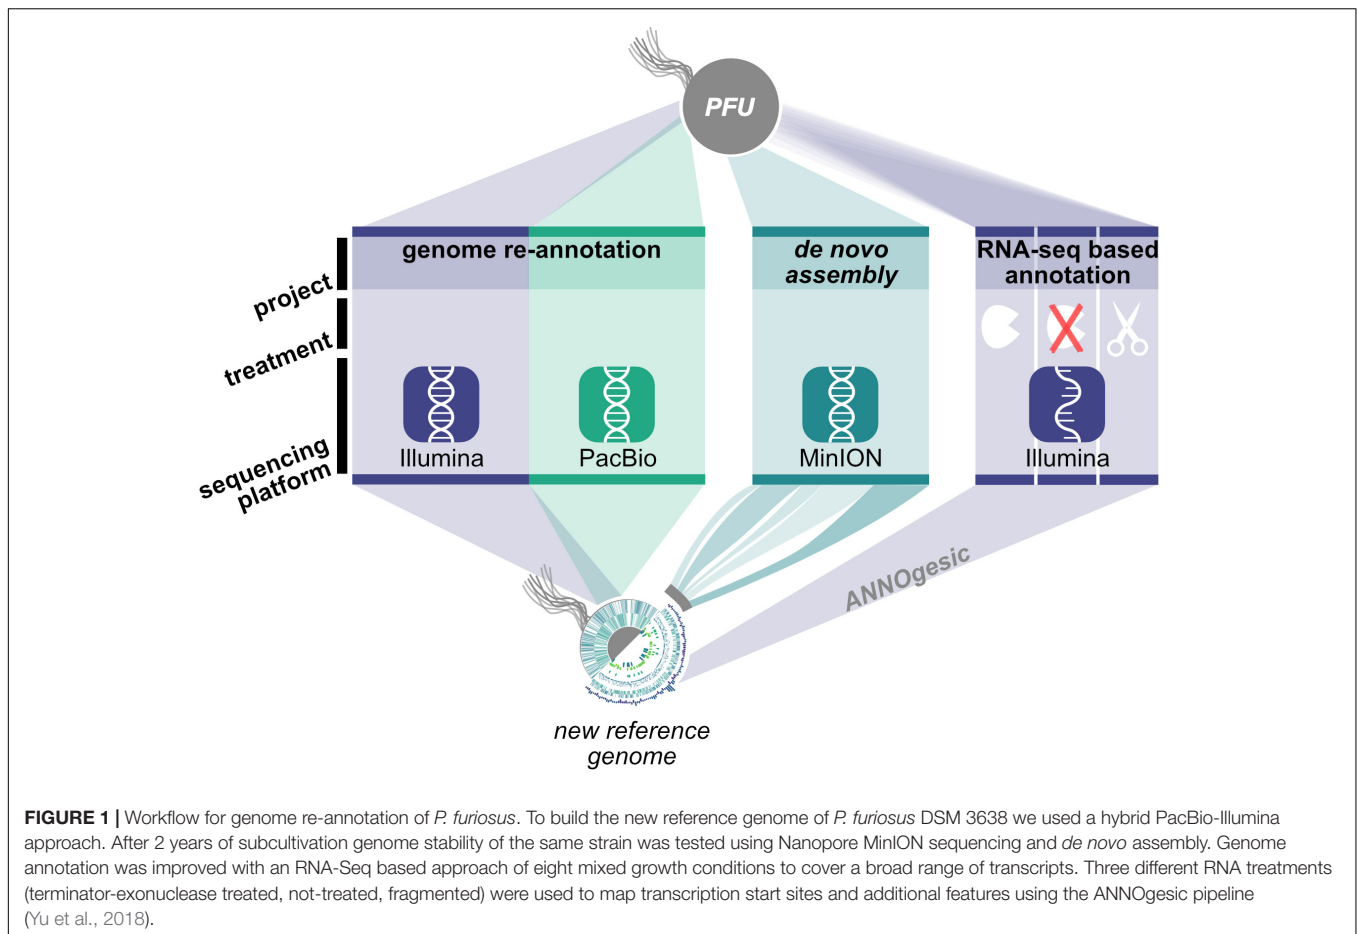 PFU
genome re-annotation
de novo
assembly
RNA-seq based
annotation
project
treatment
sequencing
platform
Illumina
PacBio
MinION
Illumina
ANNOgesic
new reference
genome
FIGURE 1 | Workflow for genome re-annotation of P. furiosus. To build the new reference genome of P. furiosus DSM 3638 we used a hybrid PacBio-Illumina
approach. After 2 years of subcultivation genome stability of the same strain was tested using Nanopore MinION sequencing and de novo assembly. Genome
annotation was improved with an RNA-Seq based approach of eight mixed growth conditions to cover a broad range of transcripts. Three different RNA treatments
(terminator-exonuclease treated, not-treated, fragmented) were used to map transcription start sites and additional features using the ANNOgesic pipeline
(Yu et al., 2018).